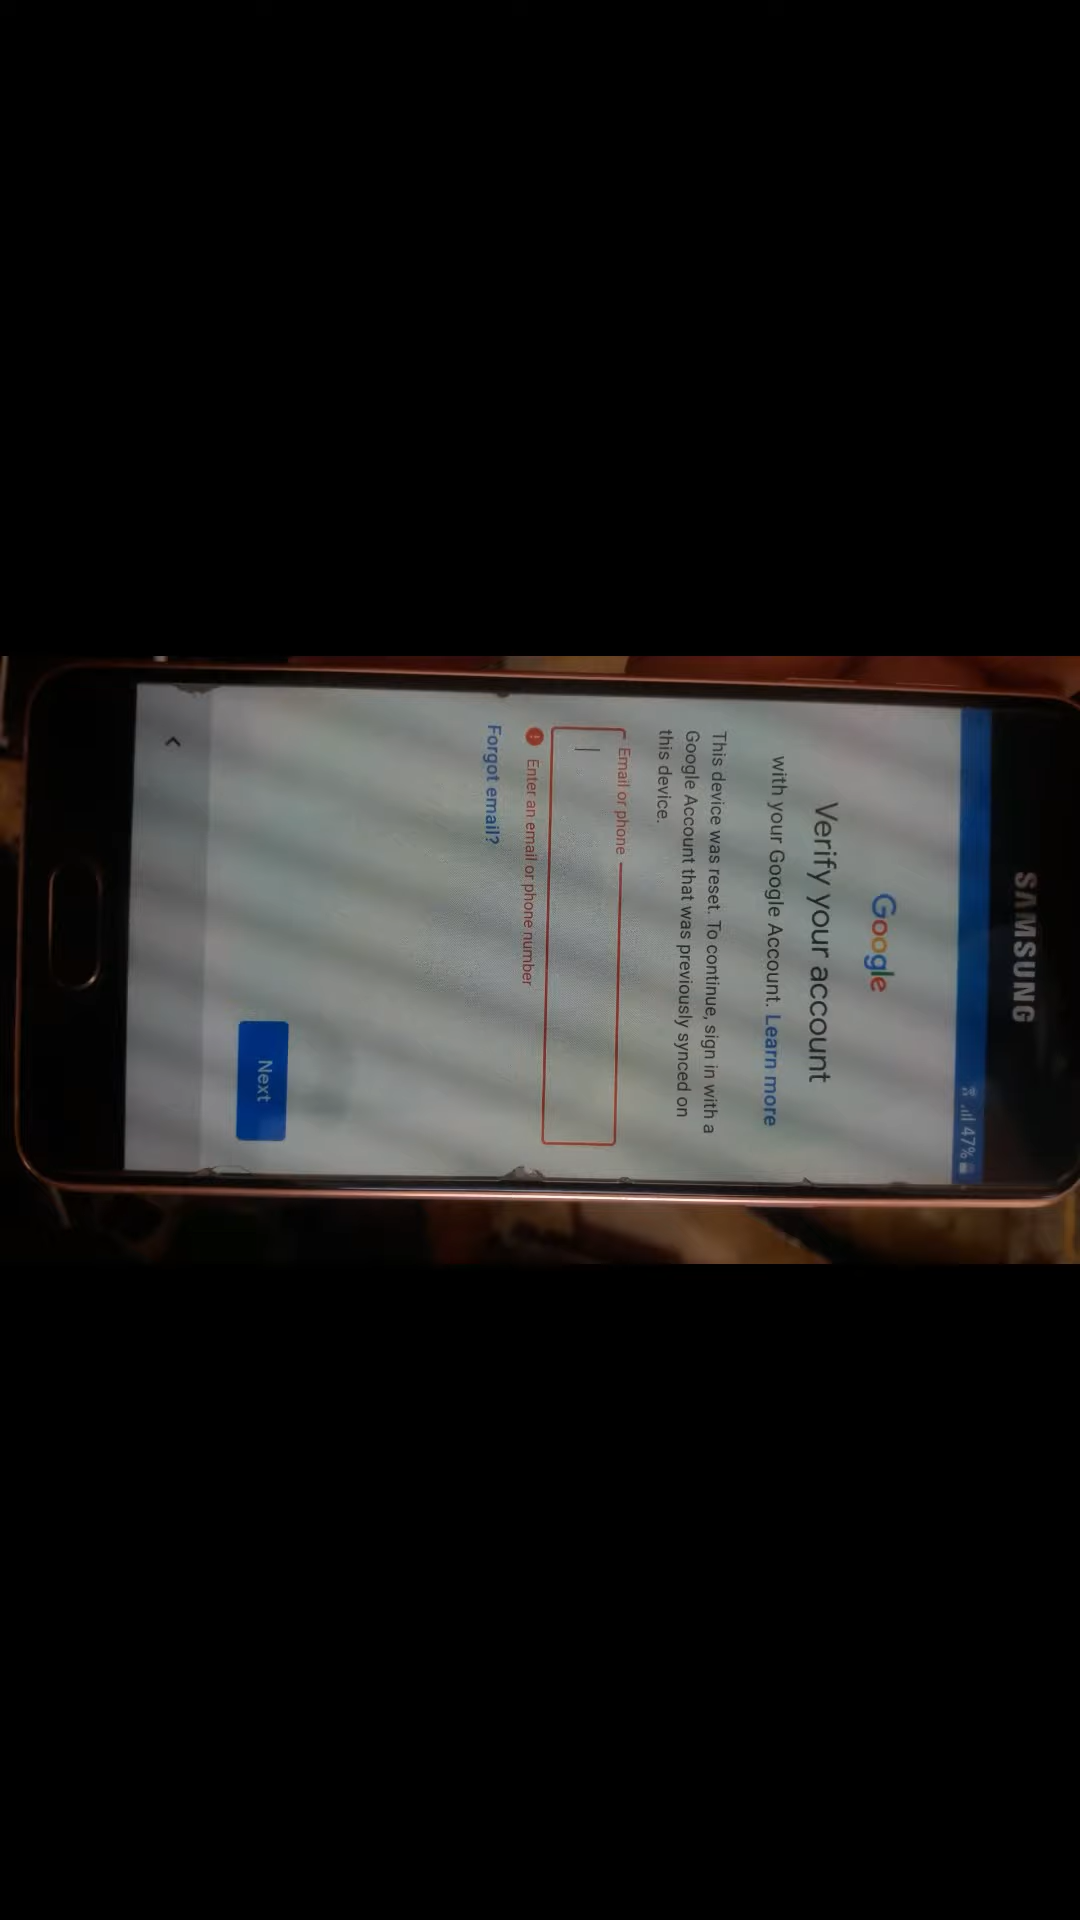 SAMSUNG
47%
Google
Verify your account
with your Google Account. Learn more
This device was reset. To continue, sign in with a
Google Account that was previously synced on
this device.
Email or phone
Enter an email or phone number
Forgot email?
Next